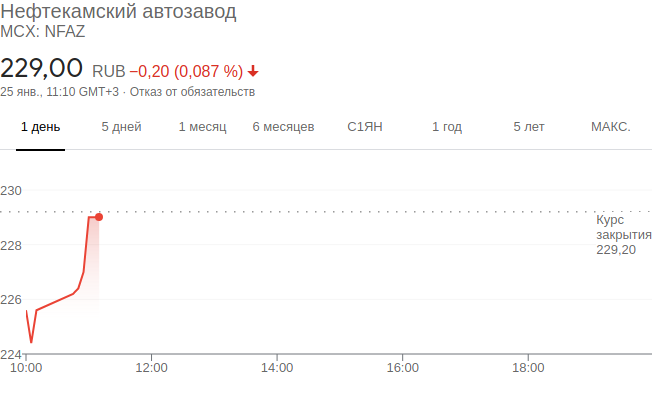 Нефтекамский автозавод
MCX: NFAZ
229,00 RUB −0,20 (0,087 %)
25 янв., 11:10 GMT+3 · Отказ от обязательств
1 день 5 дней 1 месяц 6 месяцев С1ЯН 1 год 5 лет МАКС.
230
Курс
закрытия
229,20
228
226
224
10:00 12:00 14:00 16:00 18:00